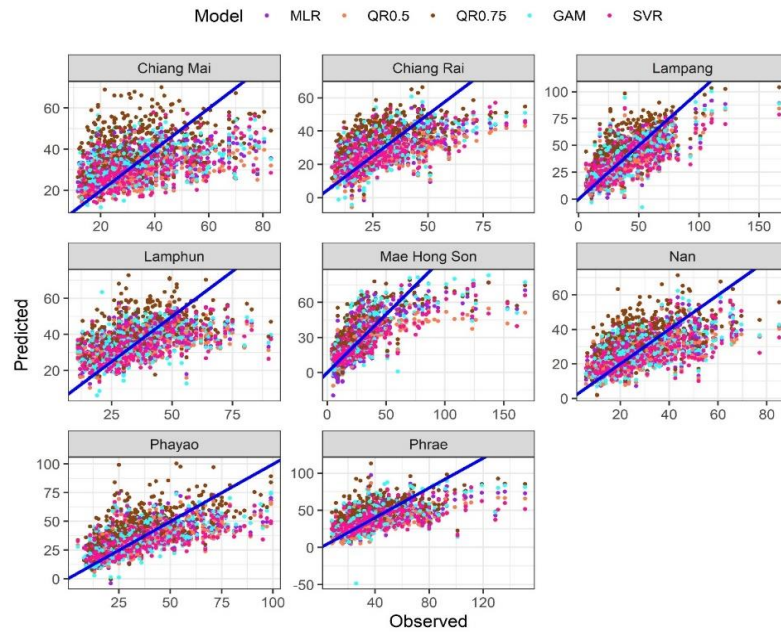 Model MLR QR0.5 QR0.75 GAM SVR
Chiang Mai Chiang Rai Lampang
60 40 20
60 40 20 0
100 75 50 25 0
20 40 60 80
25 50 75
0 50 100 150
Lamphun Mae Hong Son Nan
60 40 20
60 30 0
60 40 20 0
25 50 75
0 50 100 150
20 40 60 80
Phayao Phrae
100 75 50 25 0
100 50 0 -50
25 50 75 100
40 80 120
Predicted
Observed